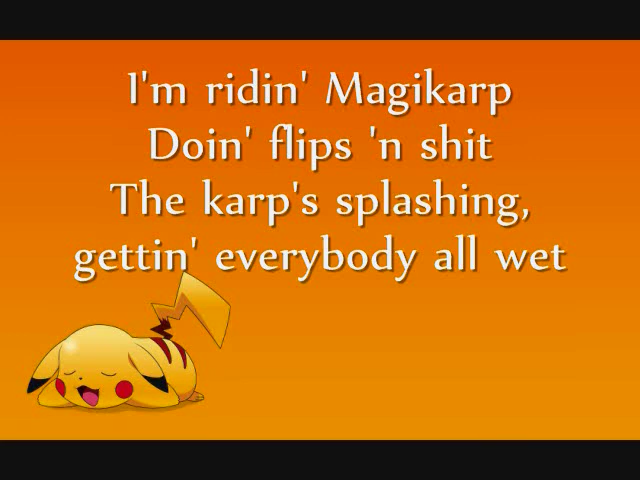 I'm ridin' Magikarp
Doin' flips 'n shit
The karp's splashing,
gettin' everybody all wet